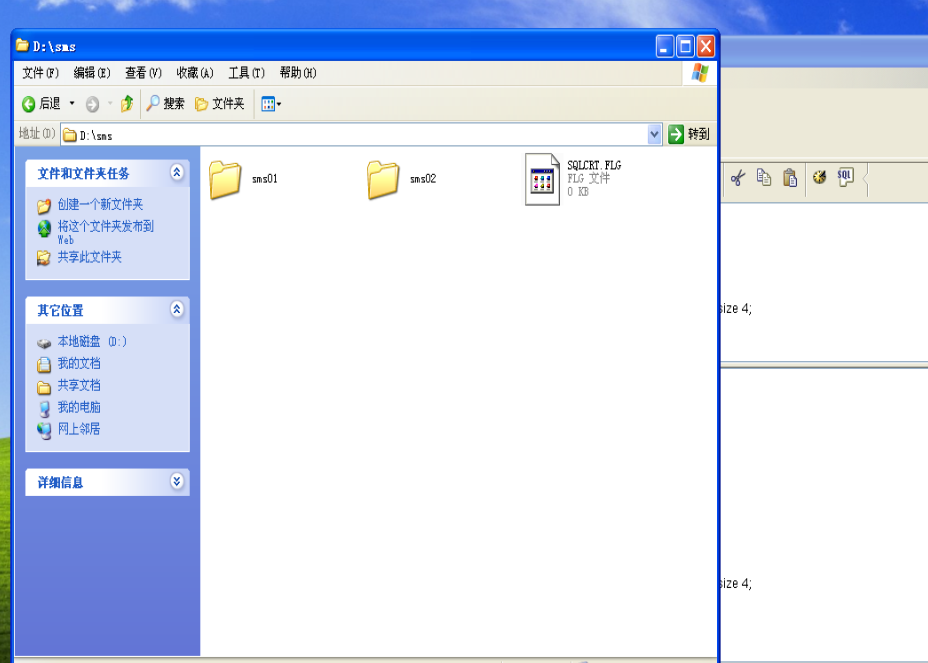 D:\sms
文件(F) 编辑(E) 查看(V) 收藏(A) 工具(T) 帮助(H)
后退 搜索 文件夹
地址(D) D:\sms 转到
文件和文件夹任务
创建一个新文件夹
将这个文件夹发布到
Web
共享此文件夹
其它位置
本地磁盘 (D:)
我的文档
共享文档
我的电脑
网上邻居
详细信息
sms01
sms02
SQLCRT.FLG
FLG 文件
0 KB
SQL
size 4;
size 4;